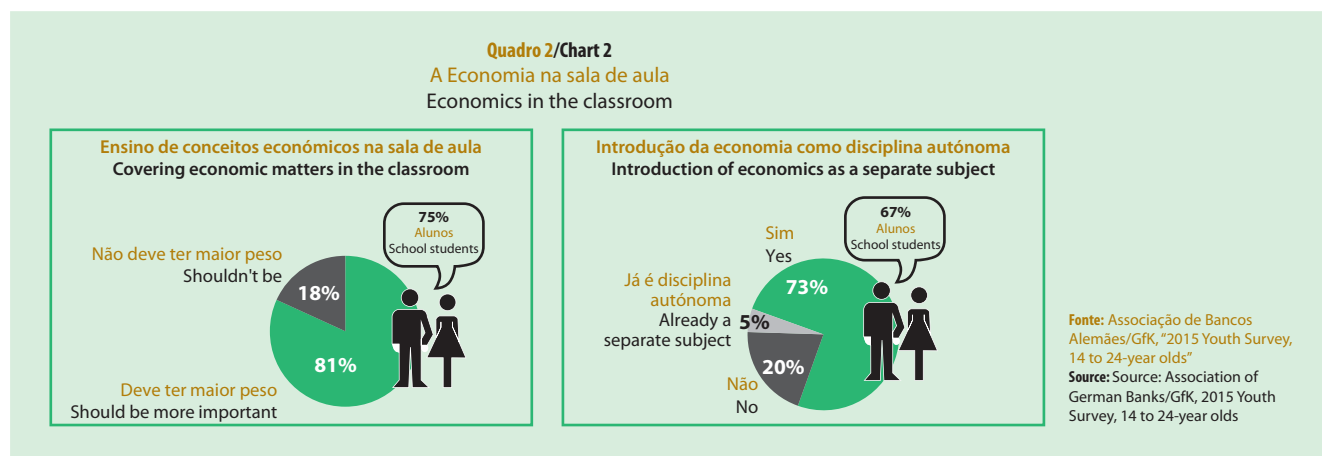 Quadro 2/Chart 2
A Economia na sala de aula
Economics in the classroom
Ensino de conceitos económicos na sala de aula
Covering economic matters in the classroom
75%
Alunos
School students
Não deve ter maior peso
Shouldn't be
18%
81%
Deve ter maior peso
Should be more important
Introdução da economia como disciplina autónoma
Introduction of economics as a separate subject
67%
Alunos
School students
Sim
Yes
73%
Já é disciplina
autónoma
Already a
separate subject
5%
20%
Não
No
Fonte: Associação de Bancos
Alemães/GfK, “2015 Youth Survey,
14 to 24-year olds”
Source: Source: Association of
German Banks/GfK, 2015 Youth
Survey, 14 to 24-year olds